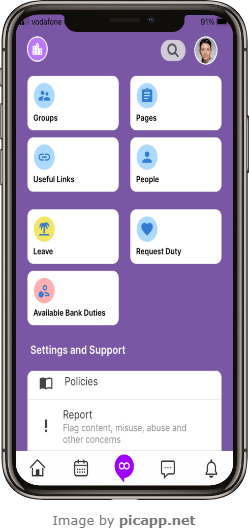 vodafone
91%
Groups
Pages
Useful Links
People
Leave
Request Duty
Available Bank Duties
Settings and Support
Policies
Report
Flag content, misuse, abuse and
other concerns
Image by picapp.net